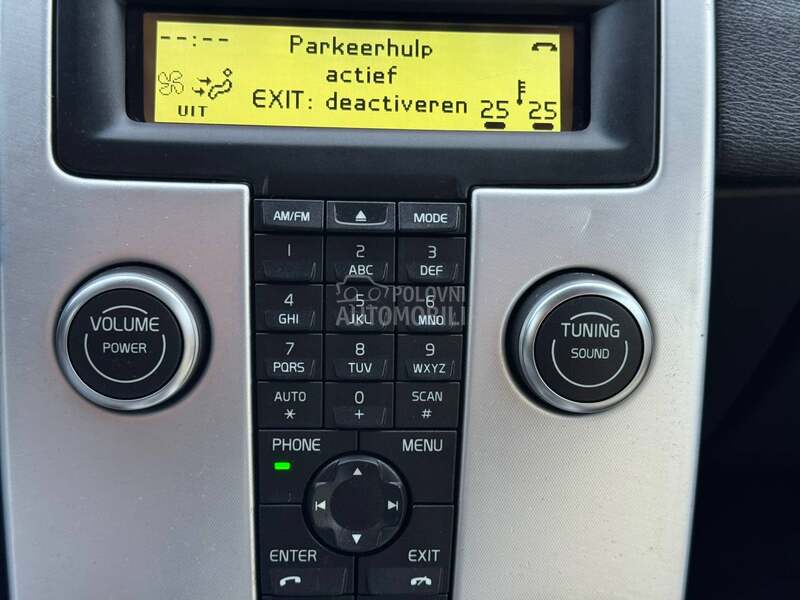 --:-- Parkeerhulp
actief
UIT EXIT: deactiveren 25 25
AM/FM MODE
1 2 ABC 3 DEF
4 GHI 5 JKL 6 MNO
7 PQRS 8 TUV 9 WXYZ
AUTO * 0 + SCAN #
VOLUME
POWER
TUNING
SOUND
POLOVNI
AUTOMOBILI
PHONE MENU
ENTER EXIT